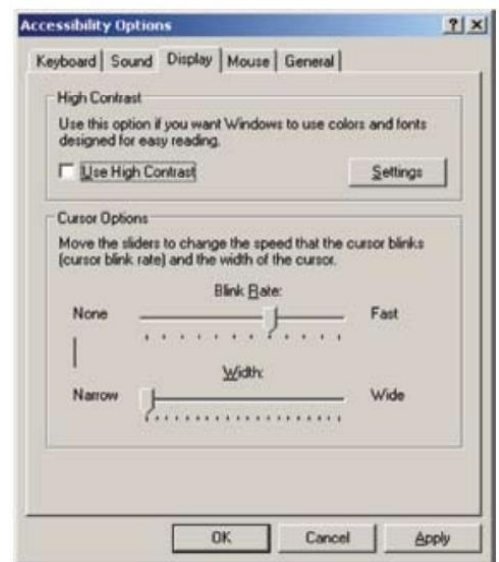 Accessibility Options
? X
Keyboard Sound Display Mouse General
High Contrast
Use this option if you want Windows to use colors and fonts
designed for easy reading.
Use High Contrast
Settings
Cursor Options
Move the sliders to change the speed that the cursor blinks
(cursor blink rate) and the width of the cursor.
Blink Rate:
None Fast
Width:
Narrow Wide
OK Cancel Apply